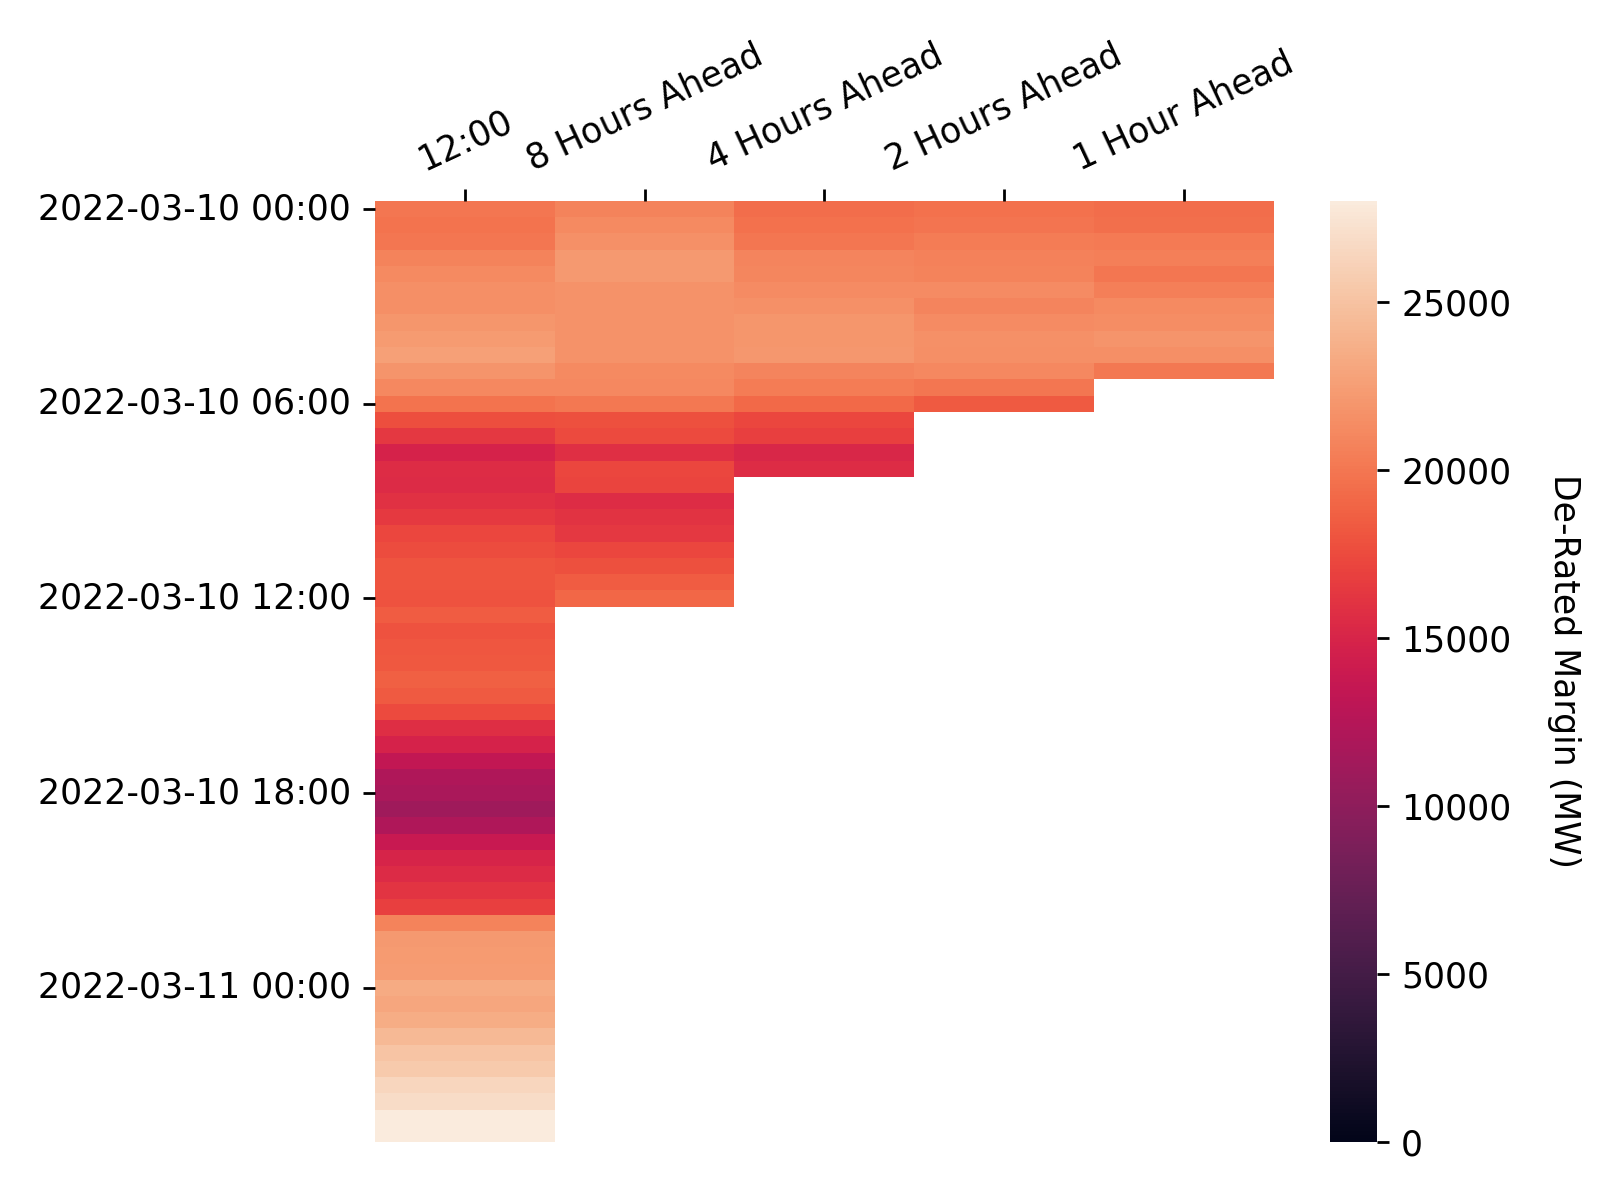 12:00
8 Hours Ahead
4 Hours Ahead
2 Hours Ahead
1 Hour Ahead
2022-03-10 00:00
2022-03-10 06:00
2022-03-10 12:00
2022-03-10 18:00
2022-03-11 00:00
25000
20000
15000
10000
5000
0
De-Rated Margin (MW)